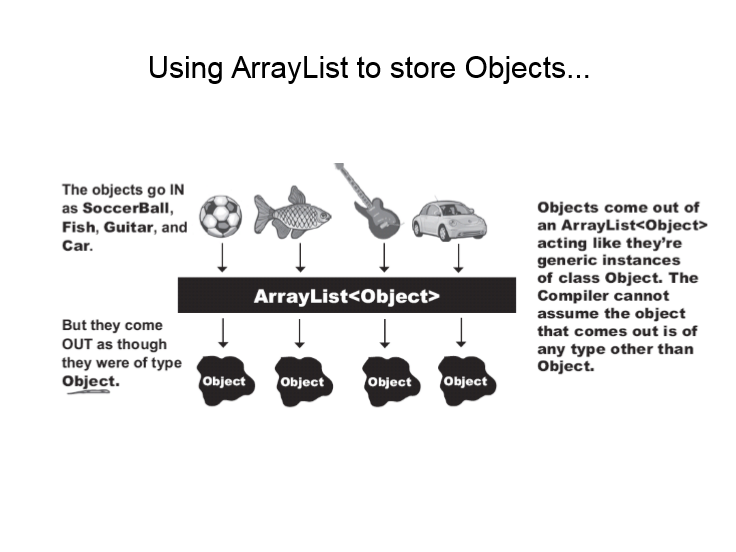 Using ArrayList to store Objects...
The objects go IN
as SoccerBall,
Fish, Guitar, and
Car.
Objects come out of
an ArrayList<Object>
acting like they're
generic instances
of class Object. The
Compiler cannot
assume the object
that comes out is of
any type other than
Object.
ArrayList<Object>
But they come
OUT as though
they were of type
Object.
Object Object Object Object